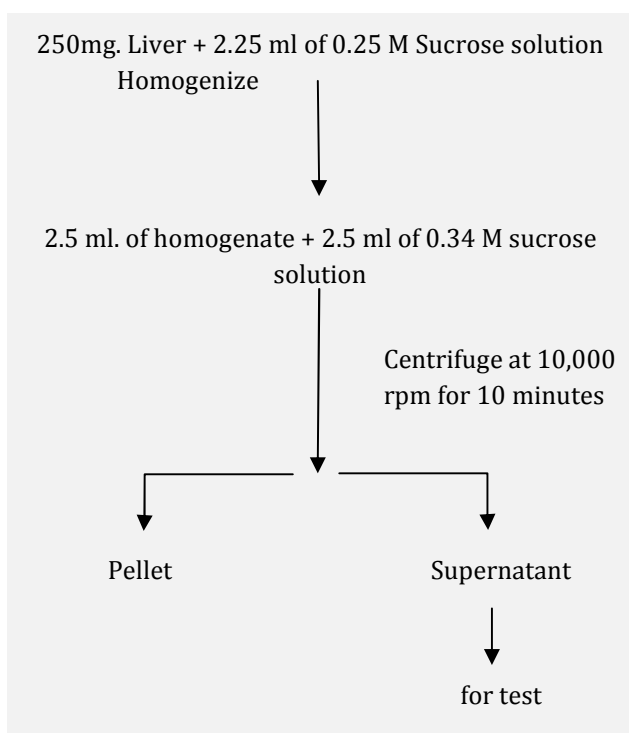 250mg. Liver + 2.25 ml of 0.25 M Sucrose solution
Homogenize
2.5 ml. of homogenate + 2.5 ml of 0.34 M sucrose
solution
Centrifuge at 10,000
rpm for 10 minutes
Pellet
Supernatant
for test